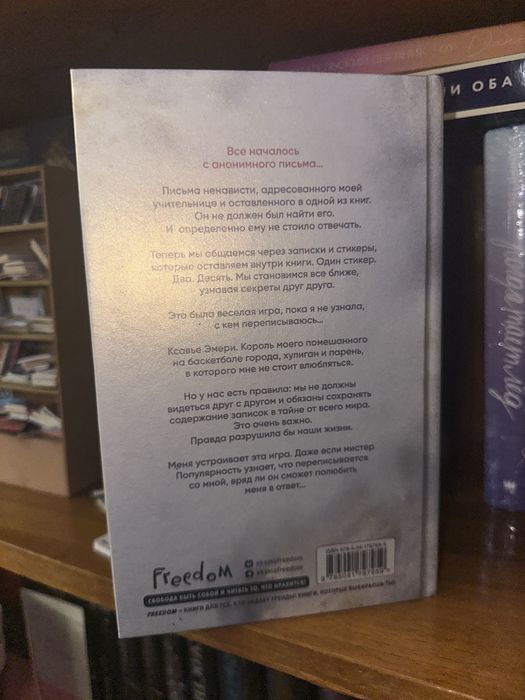 Все началось
с анонимного письма...
Письма ненависти, адресованного моей
учительнице и оставленного в одной из книг.
Он не должен был найти его.
И определенно ему не стоило отвечать.
Теперь мы общаемся через записки и стикеры,
которые оставляем внутри книги. Один стикер.
Два. Десять. Мы становимся все ближе,
узнавая секреты друг друга.
Это была веселая игра, пока я не узнала,
с кем переписываюсь...
Ксавье Эмери. Король моего помешанного
на баскетболе города, хулиган и парень,
в которого мне не стоит влюбляться.
Но у нас есть правила: мы не должны
видеться друг с другом и обязаны сохранять
содержание записок в тайне от всего мира.
Это очень важно.
Правда разрушила бы наши жизни.
Меня устраивает эта игра. Даже если мистер
Популярность узнает, что переписывается
со мной, вряд ли он сможет полюбить
меня в ответ...
Freedom
СВОБОДА БЫТЬ СОБОЙ И ЧИТАТЬ ТО, ЧТО НРАВИТСЯ!
FREEDOM – КНИГИ ДЛЯ ТЕХ, КТО ЗАДАЕТ ТРЕНДЫ! КНИГИ, КОТОРЫЕ ВЫБИРАЕШЬ ТЫ!
ISBN
И ОБА